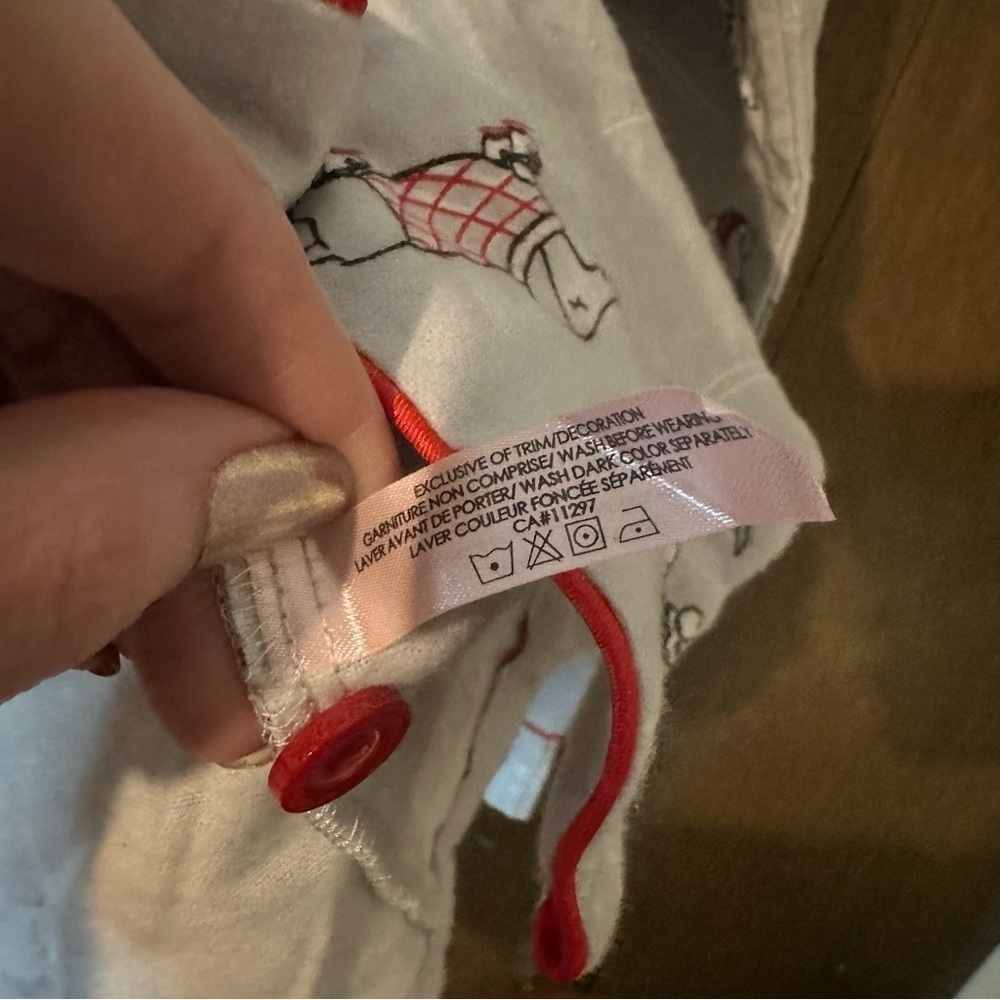 EXCLUSIVE OF TRIM/DECORATION
GARNITURE NON COMPRISE/ WASH BEFORE WEARING
LAVER AVANT DE PORTER/ WASH DARK COLOR SEPARATELY
LAVER COULEUR FONCÉE SÉPARÉMENT
CA#11297